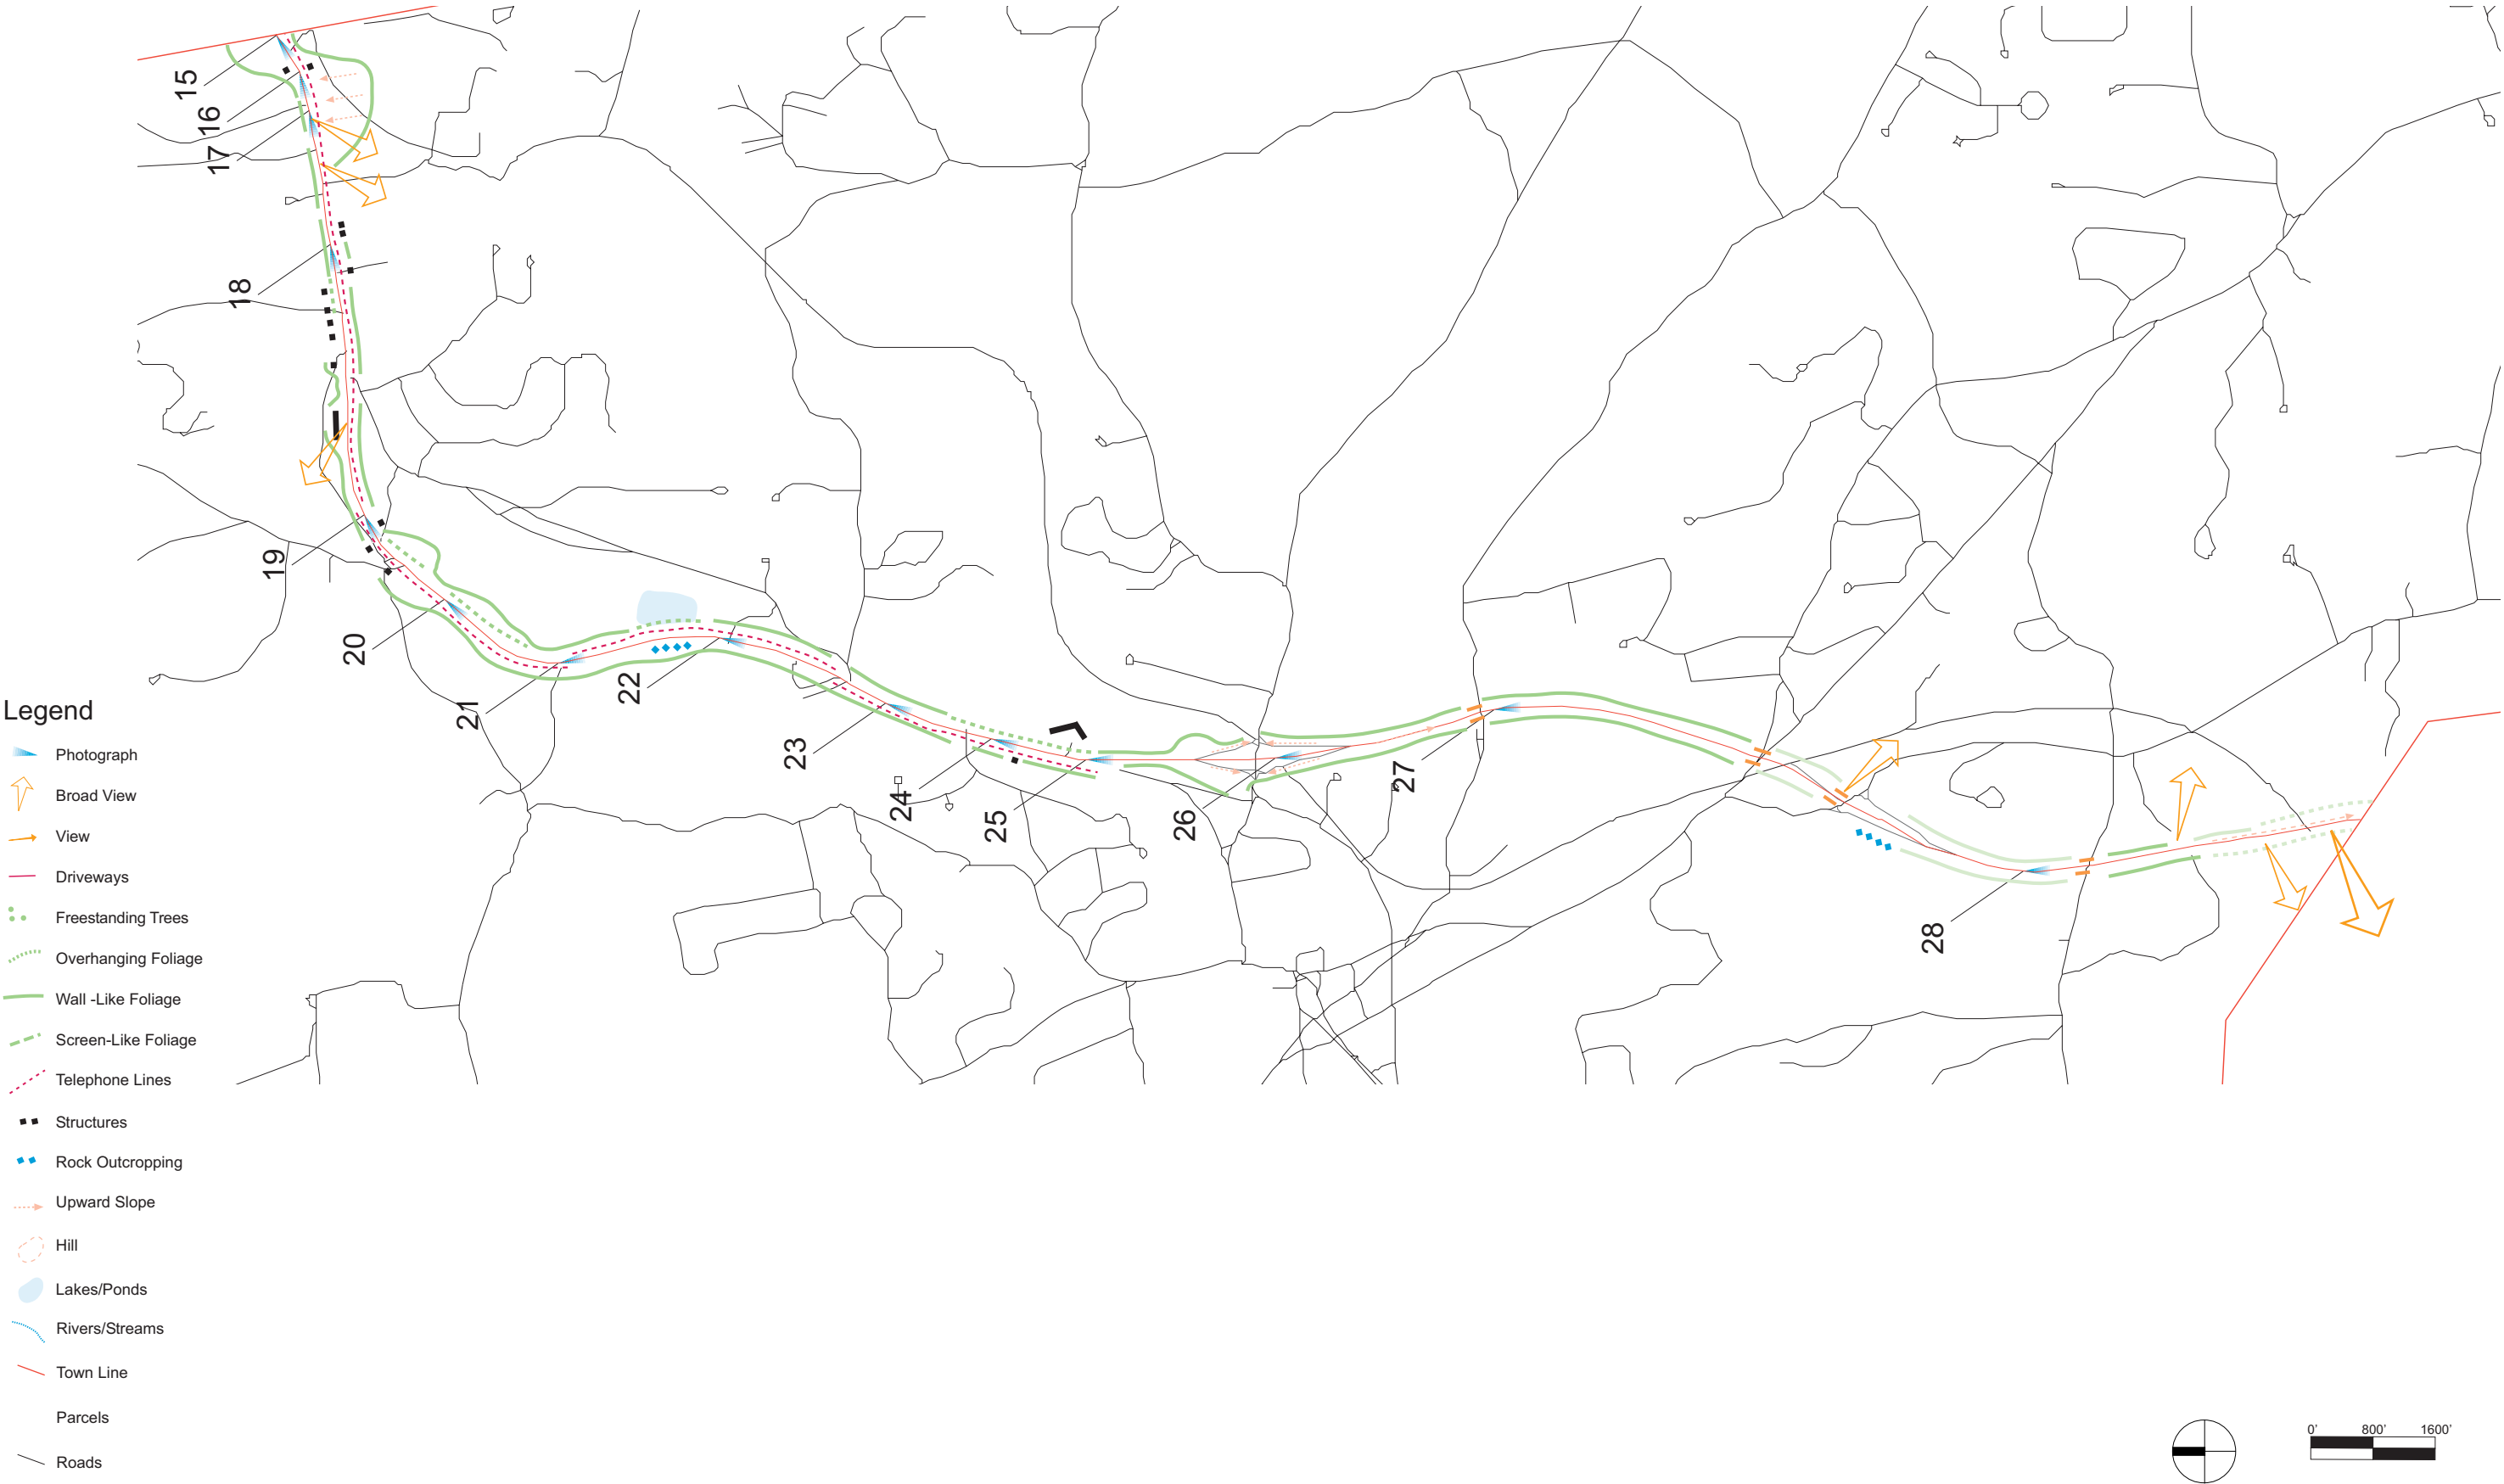 15
16
17
18
19
20
21
22
23
24
25
26
27
28
Legend
Photograph
Broad View
View
Driveways
Freestanding Trees
Overhanging Foliage
Wall -Like Foliage
Screen-Like Foliage
Telephone Lines
Structures
Rock Outcropping
Upward Slope
Hill
Lakes/Ponds
Rivers/Streams
Town Line
Parcels
Roads
0' 800' 1600'